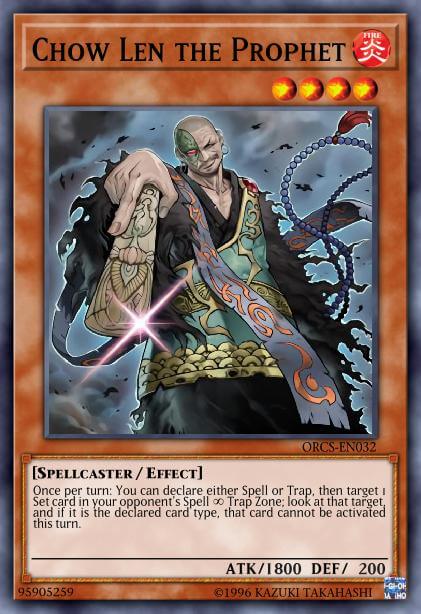 Chow Len the Prophet
FIRE
炎
ORCS-EN032
[Spellcaster / Effect]
Once per turn: You can declare either Spell or Trap, then target 1
Set card in your opponent's Spell ∞ Trap Zone; look at that target,
and if it is the declared card type, that card cannot be activated
this turn.
ATK/1800 DEF/ 200
95905259
©1996 KAZUKI TAKAHASHI